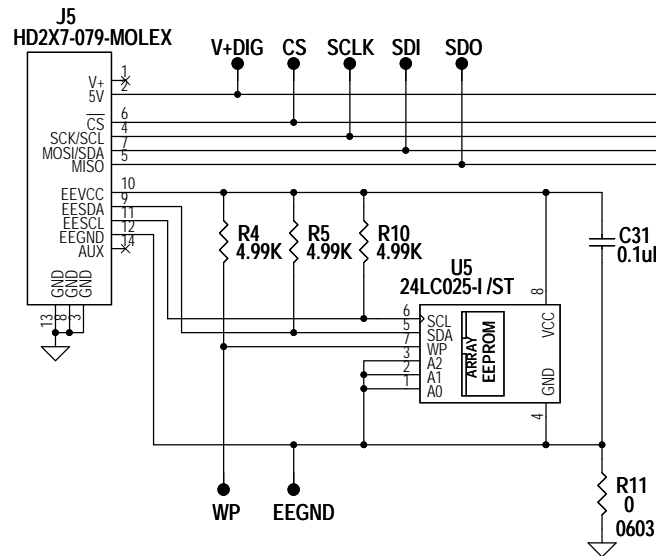 J5
HD2X7-079-MOLEX
V+DIG CS SCLK SDI SDO
V+ 1
5V 2
CS 6
SCK/SCL 4
MOSI/SDA 7
MISO 5
EEVCC 10
EESDA 9
EESCL 11
EEGND 12
AUX 14
GND GND GND
13 8 3
R4
4.99K
R5
4.99K
R10
4.99K
C31
0.1uF
U5
24LC025-I /ST
6 SCL
5 SDA
7 WP
3 A2
2 A1
1 A0
ARRAY
EEPROM
8
VCC
GND
4
WP
EEGND
R11
0
0603